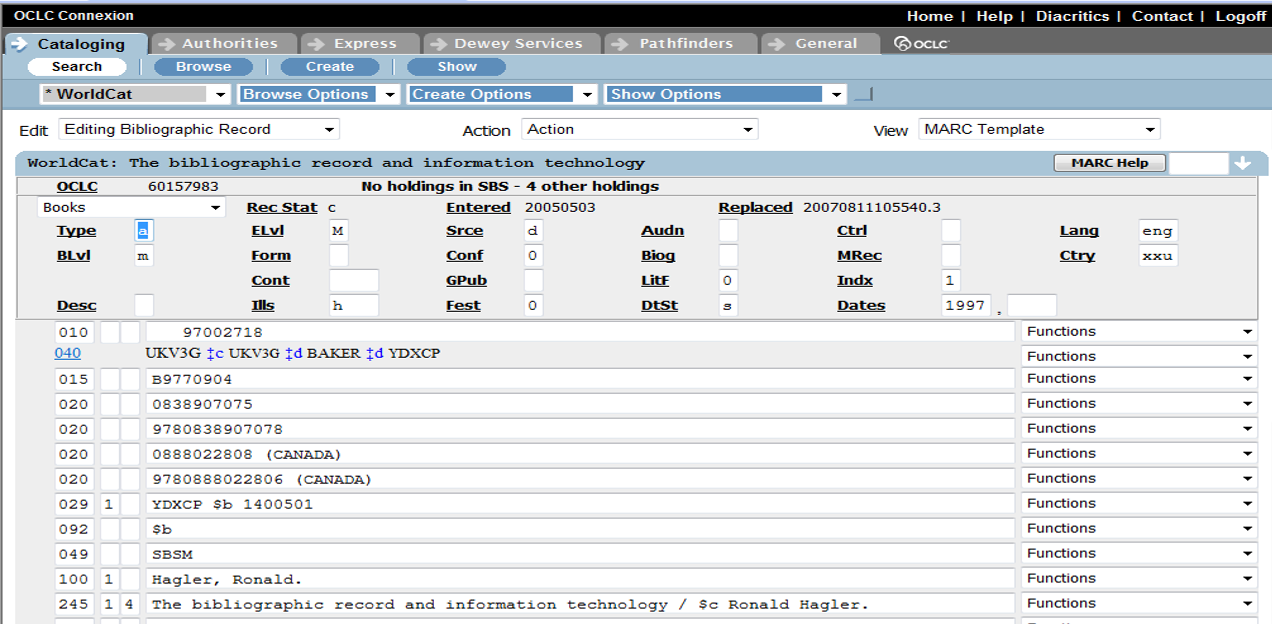 OCLC Connexion
Home | Help | Diacritics | Contact | Logoff
Cataloging Authorities Express Dewey Services Pathfinders General OCLC
Search | Browse | Create | Show
* WorldCat Browse Options Create Options Show Options
Edit Editing Bibliographic Record Action Action View MARC Template
WorldCat: The bibliographic record and information technology MARC Help
OCLC 60157983 No holdings in SBS - 4 other holdings
Books Rec Stat c Entered 20050503 Replaced 20070811105540.3
Type a ELvl M Srce d Audn Ctrl Lang eng
BLvl m Form Conf 0 Biog MRec Ctry xxu
Cont GPub LitF 0 Indx 1
Desc Ills h Fest 0 DtSt s Dates 1997 ,
010 97002718 Functions
040 UKV3G ‡c UKV3G ‡d BAKER ‡d YDXCP Functions
015 B9770904 Functions
020 0838907075 Functions
020 9780838907078 Functions
020 0888022808 (CANADA) Functions
020 9780888022806 (CANADA) Functions
029 1 YDXCP $b 1400501 Functions
092 $b Functions
049 SBSM Functions
100 1 Hagler, Ronald. Functions
245 1 4 The bibliographic record and information technology / $c Ronald Hagler. Functions